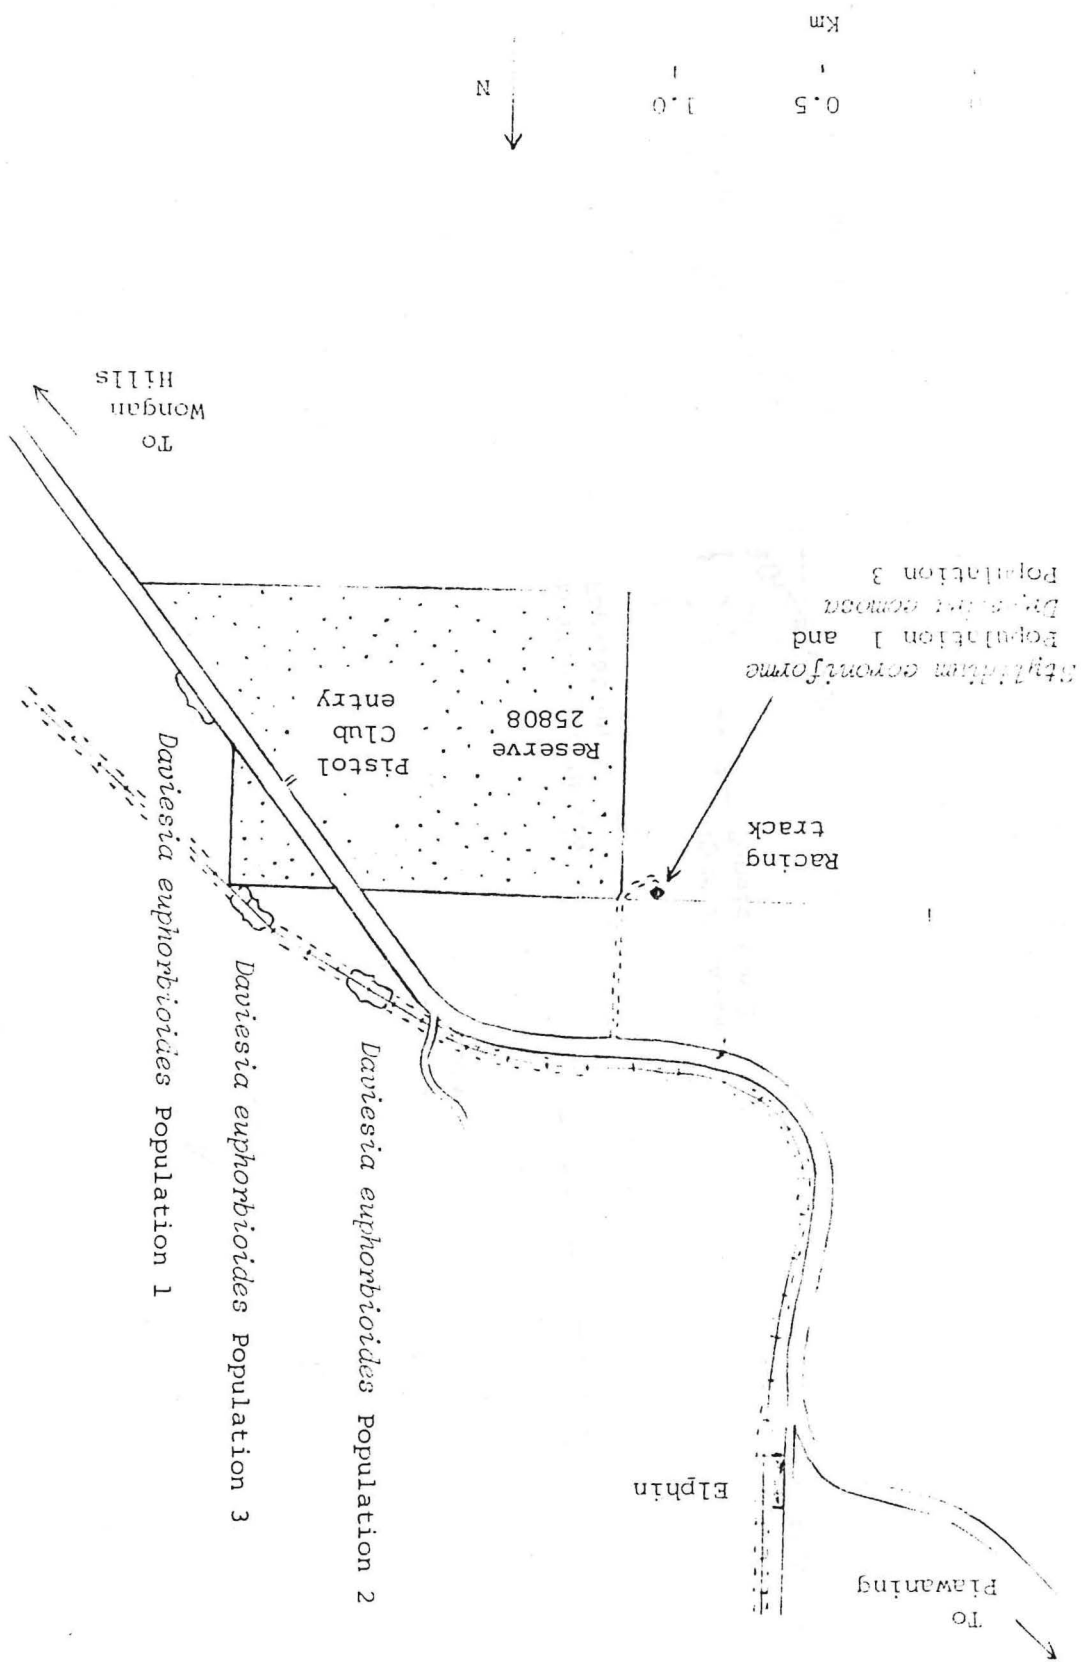 To
Piawaning
Elphin
Racing
track
Stylidium coroniforme
Population 1 and
comosa
Population 3
Reserve
25808
Pistol
Club
entry
Daviesia euphorbioides Population 2
Daviesia euphorbioides Population 3
Daviesia euphorbioides Population 1
To
Wongan
Hills
N
0.5
1.0
Km